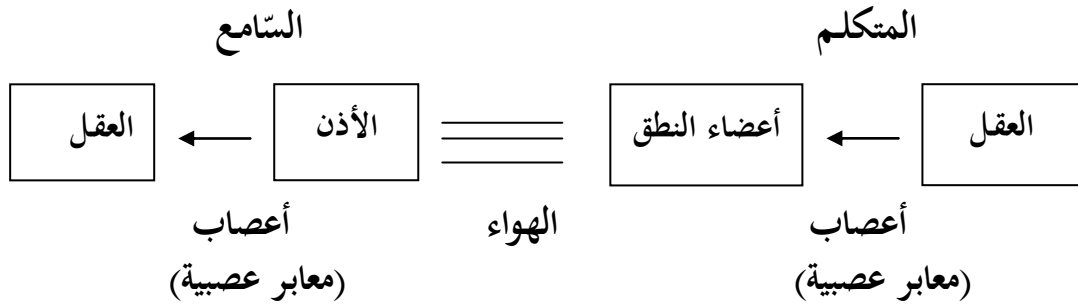 المتكلم السّامع
العقل أعضاء النطق الأذن العقل
أعصاب الهواء أعصاب
(معابر عصبية) (معابر عصبية)